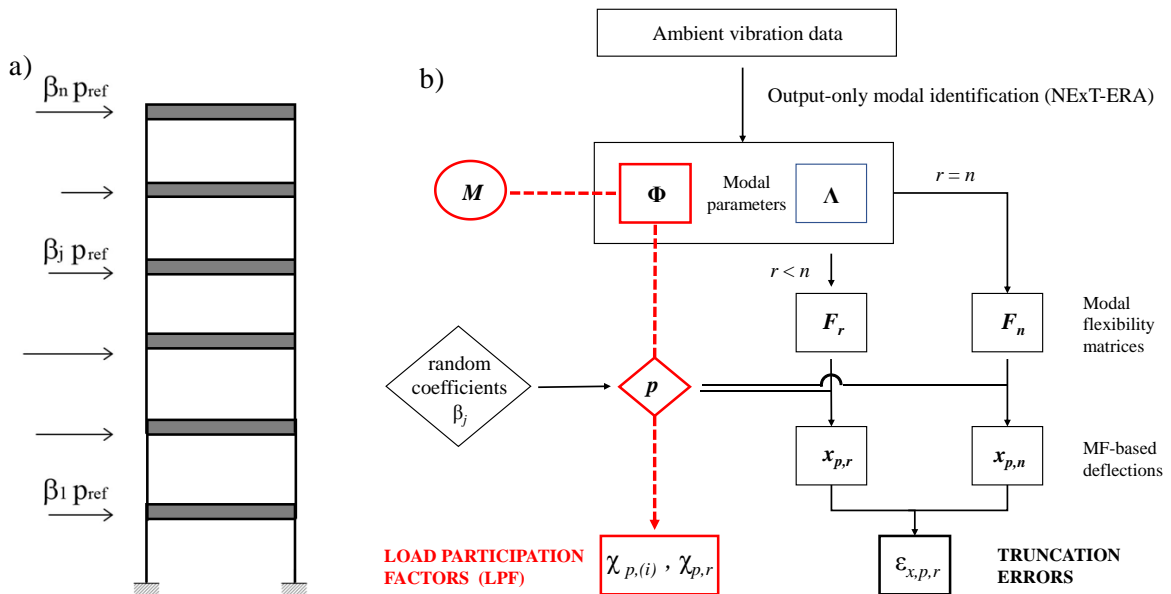 a)
βn pref
βj pref
β1 pref
b)
Ambient vibration data
Output-only modal identification (NExT-ERA)
M
Φ
Modal
parameters
Λ
r = n
r < n
Fr
Fn
Modal
flexibility
matrices
random
coefficients
βj
p
xp,r
xp,n
MF-based
deflections
LOAD PARTICIPATION
FACTORS (LPF)
χ p,(i) , χp,r
εx,p,r
TRUNCATION
ERRORS